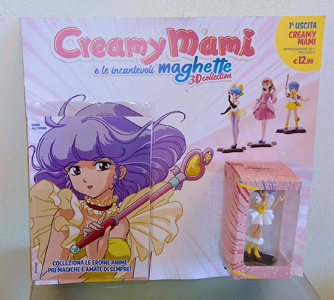 Creamy Mami
e le incantevoli maghette
3D collection
1ª USCITA
CREAMY
MAMI
€12,99
COLLEZIONA LE EROINE ANIME
PIÙ MAGICHE E AMATE DI SEMPRE!